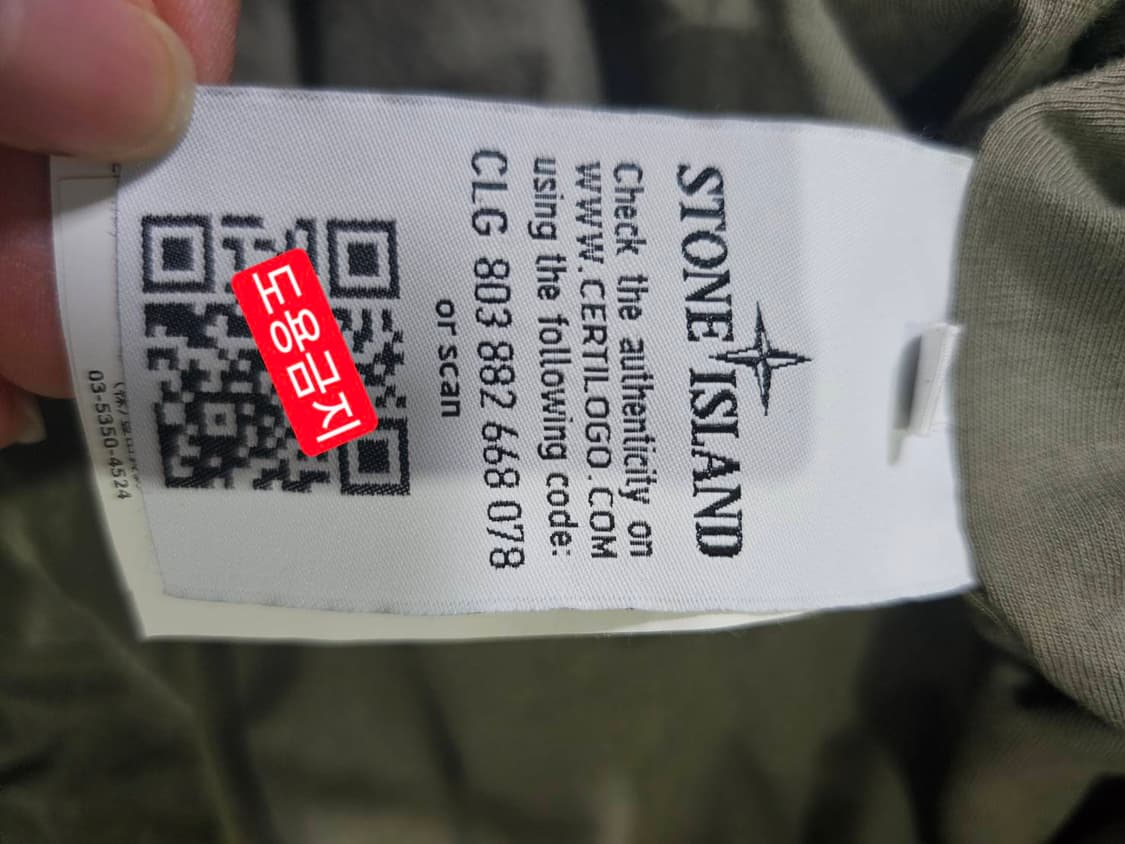 STONE ISLAND
Check the authenticity on
WWW.CERTILOGO.COM
using the following code:
CLG 803 882 668 078
or scan
도용금지
03-5350-4524